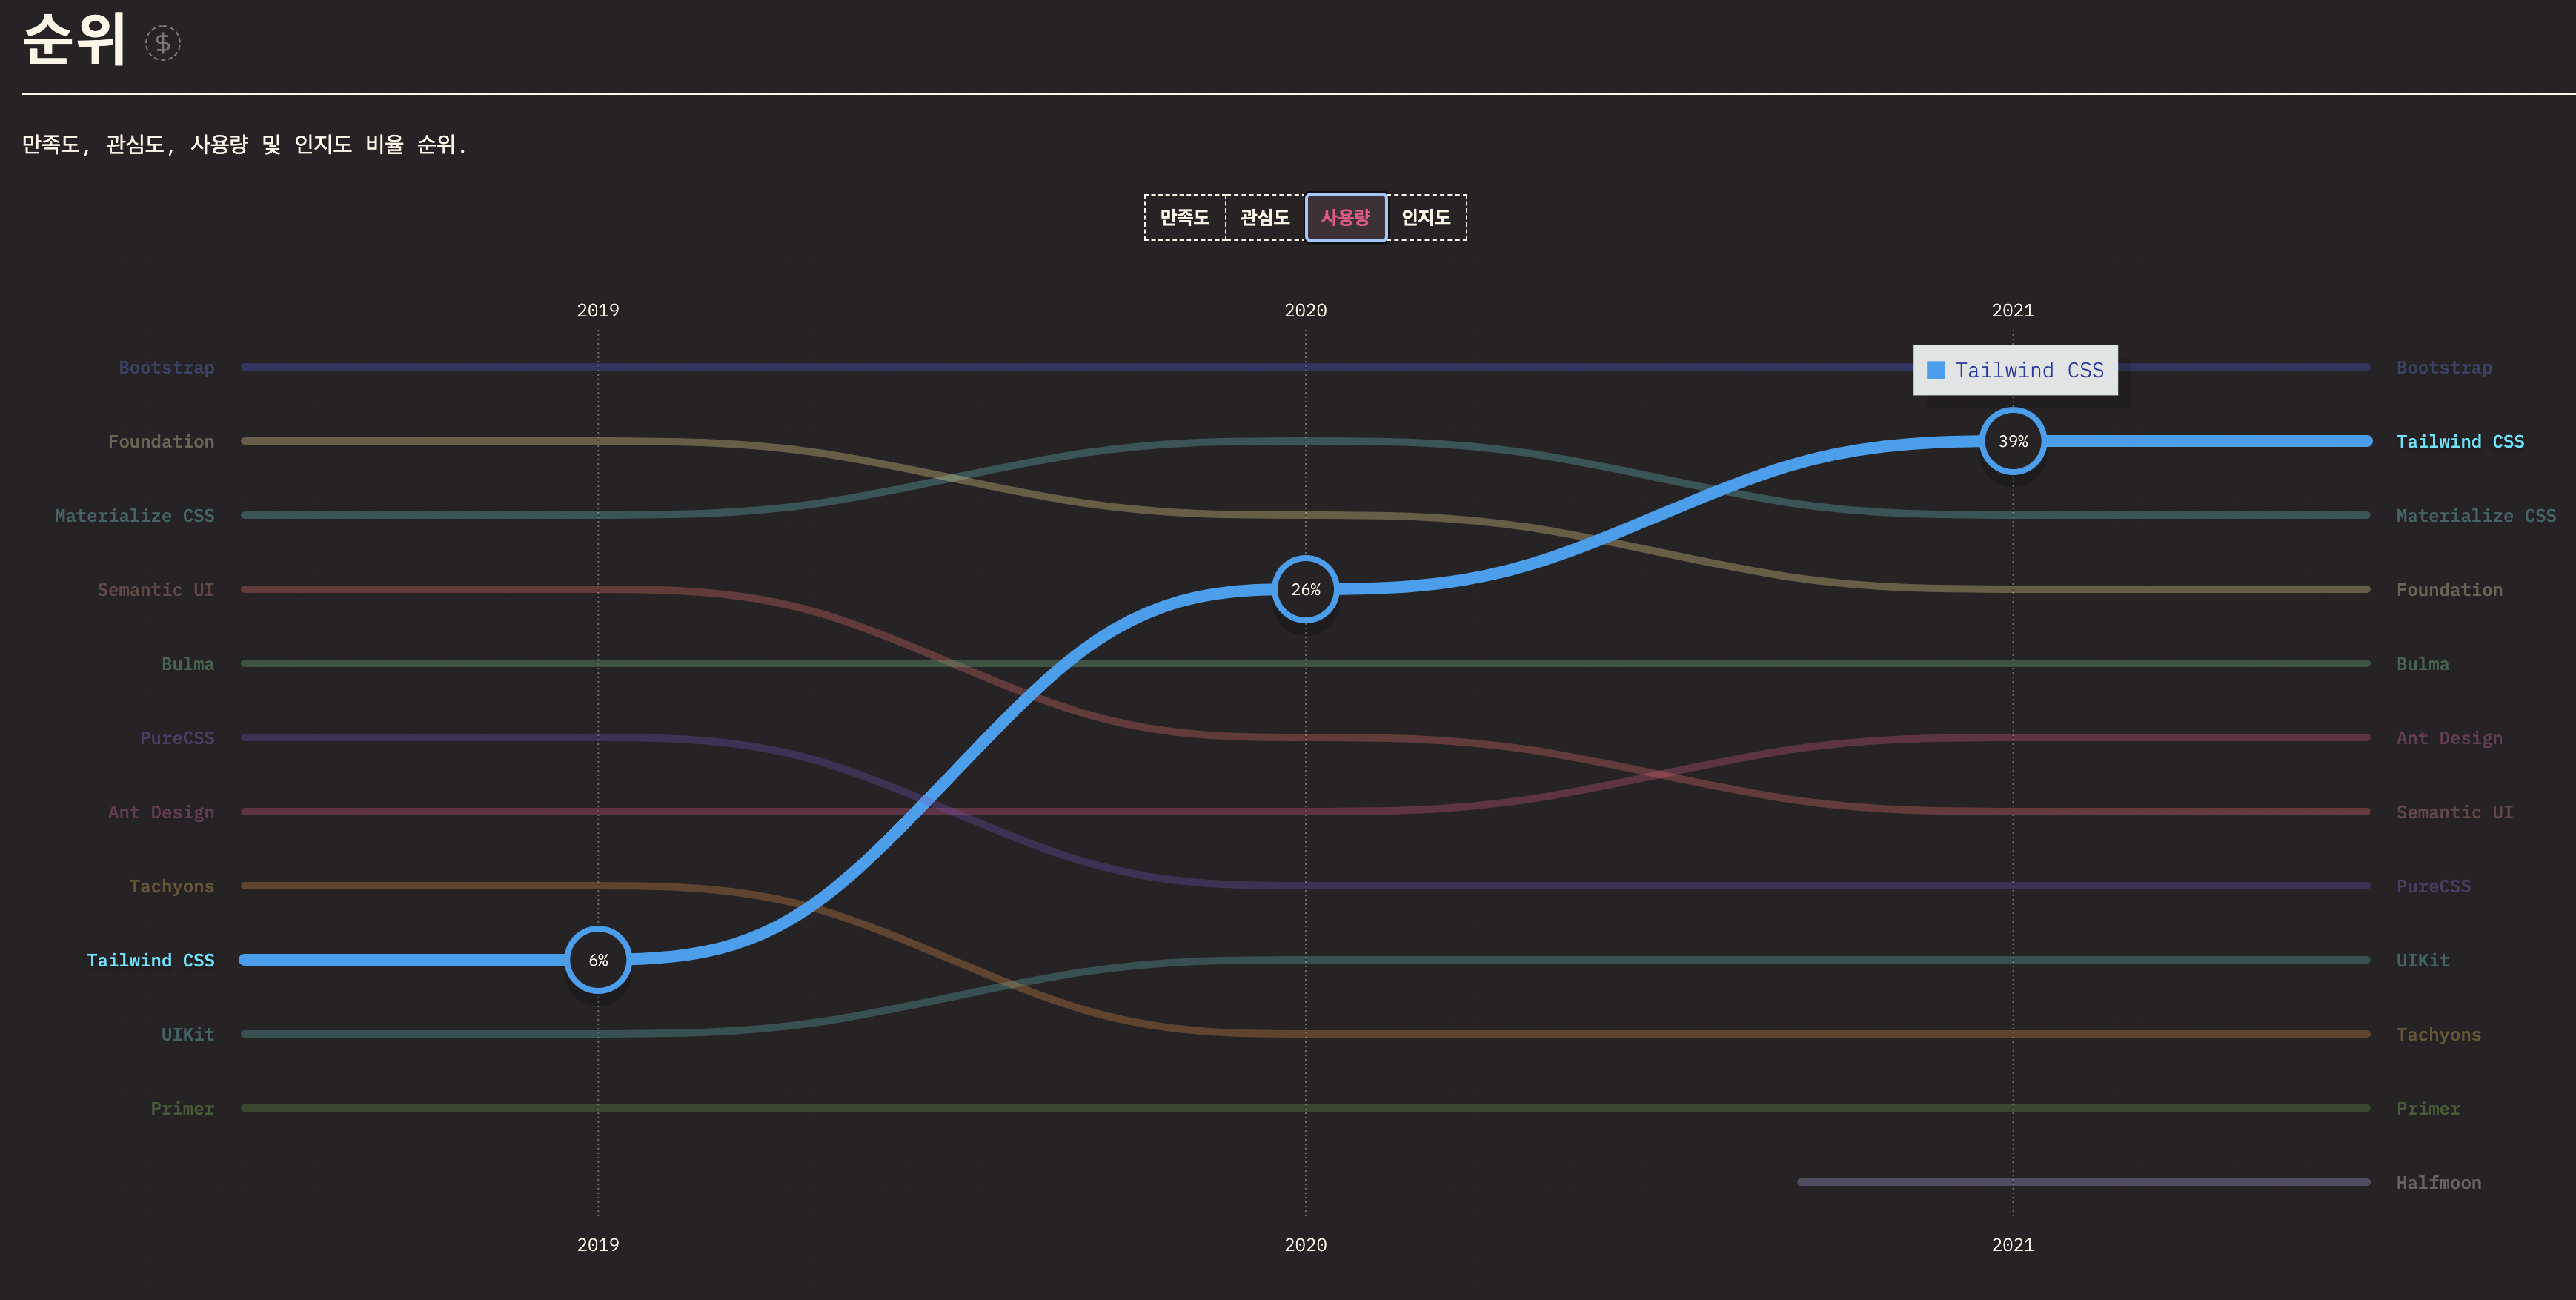 순위
$
만족도, 관심도, 사용량 및 인지도 비율 순위.
만족도 관심도 사용량 인지도
2019 2020 2021
Tailwind CSS
Bootstrap Bootstrap
Foundation 39% Tailwind CSS
Materialize CSS Materialize CSS
Semantic UI 26% Foundation
Bulma Bulma
PureCSS Ant Design
Ant Design Semantic UI
Tachyons PureCSS
Tailwind CSS 6% UIKit
UIKit Tachyons
Primer Primer
Halfmoon
2019 2020 2021